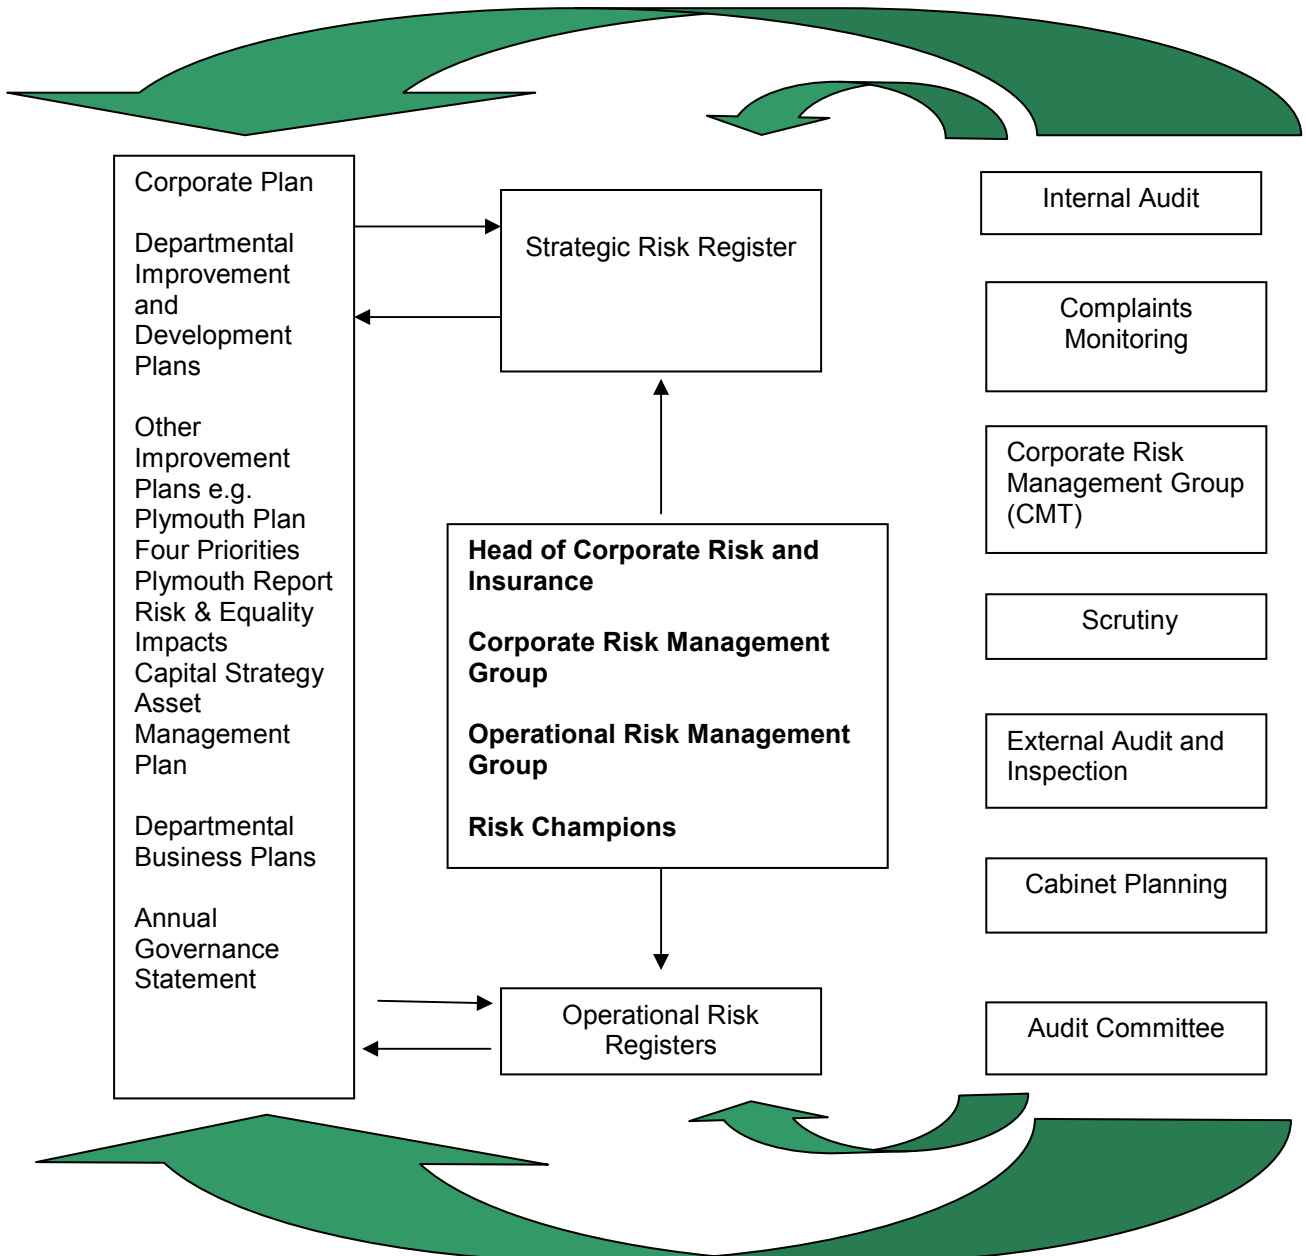 Corporate Plan
Departmental
Improvement
and
Development
Plans
Other
Improvement
Plans e.g.
Plymouth Plan
Four Priorities
Plymouth Report
Risk & Equality
Impacts
Capital Strategy
Asset
Management
Plan
Departmental
Business Plans
Annual
Governance
Statement
Strategic Risk Register
Head of Corporate Risk and
Insurance
Corporate Risk Management
Group
Operational Risk Management
Group
Risk Champions
Operational Risk
Registers
Internal Audit
Complaints
Monitoring
Corporate Risk
Management Group
(CMT)
Scrutiny
External Audit and
Inspection
Cabinet Planning
Audit Committee